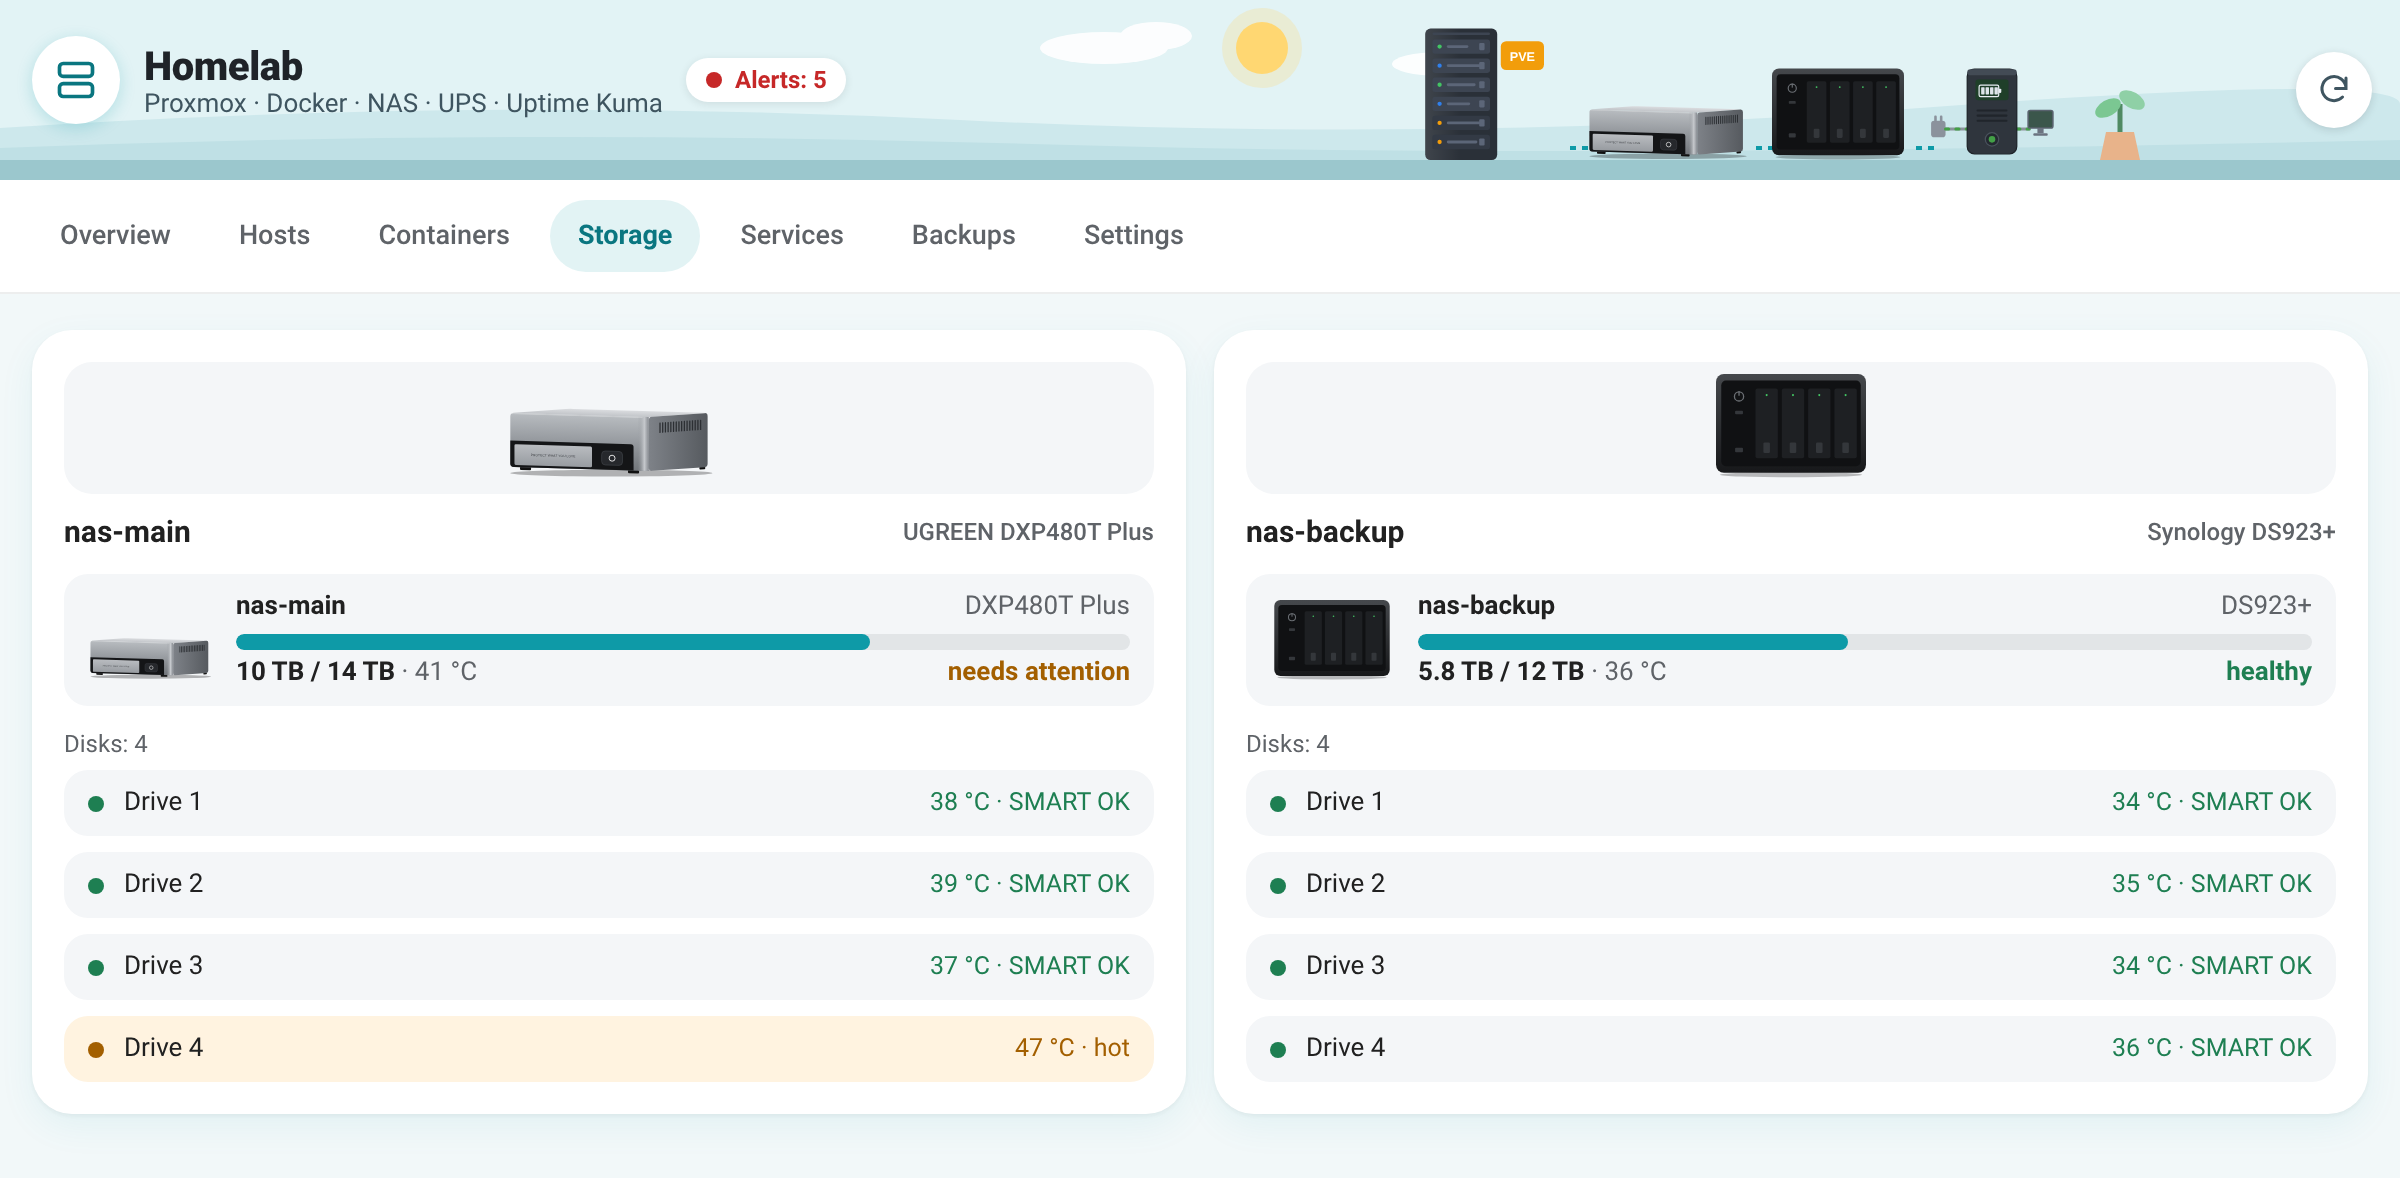 Homelab
Proxmox · Docker · NAS · UPS · Uptime Kuma
Alerts: 5
PVE
Overview
Hosts
Containers
Storage
Services
Backups
Settings
nas-main
UGREEN DXP480T Plus
nas-main
DXP480T Plus
10 TB / 14 TB · 41 °C
needs attention
Disks: 4
Drive 1
38 °C · SMART OK
Drive 2
39 °C · SMART OK
Drive 3
37 °C · SMART OK
Drive 4
47 °C · hot
nas-backup
Synology DS923+
nas-backup
DS923+
5.8 TB / 12 TB · 36 °C
healthy
Disks: 4
Drive 1
34 °C · SMART OK
Drive 2
35 °C · SMART OK
Drive 3
34 °C · SMART OK
Drive 4
36 °C · SMART OK